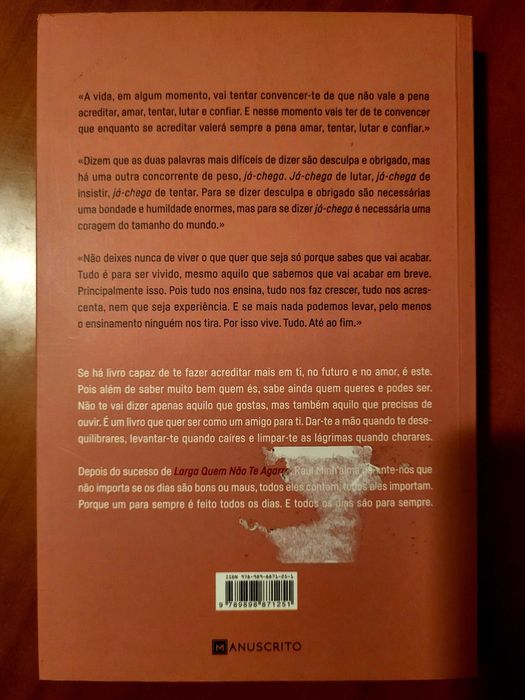 «A vida, em algum momento, vai tentar convencer-te de que não vale a pena
acreditar, amar, tentar, lutar e confiar. E nesse momento vais ter de te convencer
que enquanto se acreditar valerá sempre a pena amar, tentar, lutar e confiar.»
«Dizem que as duas palavras mais difíceis de dizer são desculpa e obrigado, mas
há uma outra concorrente de peso, já-chega. Já-chega de lutar, já-chega de
insistir, já-chega de tentar. Para se dizer desculpa e obrigado são necessárias
uma bondade e humildade enormes, mas para se dizer já-chega é necessária uma
coragem do tamanho do mundo.»
«Não deixes nunca de viver o que quer que seja só porque sabes que vai acabar.
Tudo é para ser vivido, mesmo aquilo que sabemos que vai acabar em breve.
Principalmente isso. Pois tudo nos ensina, tudo nos faz crescer, tudo nos acres-
centa, nem que seja experiência. E se mais nada podemos levar, pelo menos
o ensinamento ninguém nos tira. Por isso vive. Tudo. Até ao fim.»
Se há livro capaz de te fazer acreditar mais em ti, no futuro e no amor, é este.
Pois além de saber muito bem quem és, sabe ainda quem queres e podes ser.
Não te vai dizer apenas aquilo que gostas, mas também aquilo que precisas de
ouvir. É um livro que quer ser como um amigo para ti. Dar-te a mão quando te dese-
quilibrares, levantar-te quando caíres e limpar-te as lágrimas quando chorares.
Depois do sucesso de Larga Quem Não Te Agarra, Raul Minh'alma que
não importa se os dias são bons ou maus, todos eles contam, todos eles importam.
Porque um para sempre é feito todos os dias. E todos os dias são para sempre.
ISBN 978-989-8871-25-1
9 789898 871251
MANUSCRITO